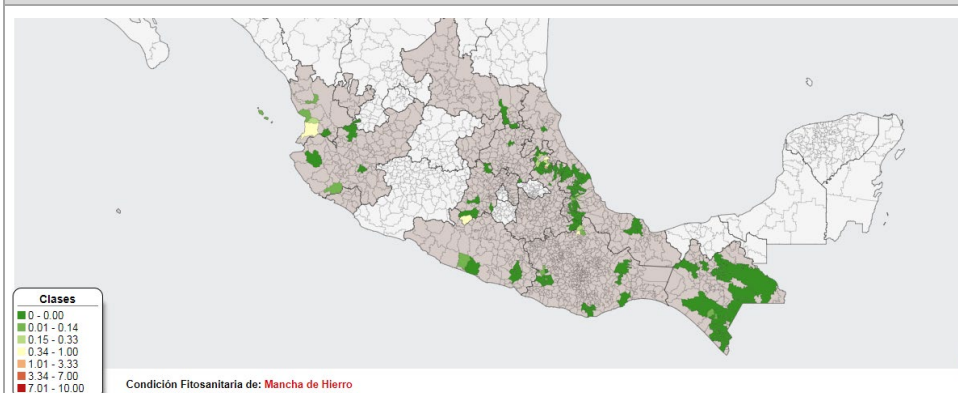 Clases
0 - 0.00
0.01 - 0.14
0.15 - 0.33
0.34 - 1.00
1.01 - 3.33
3.34 - 7.00
7.01 - 10.00
Condición Fitosanitaria de: Mancha de Hierro